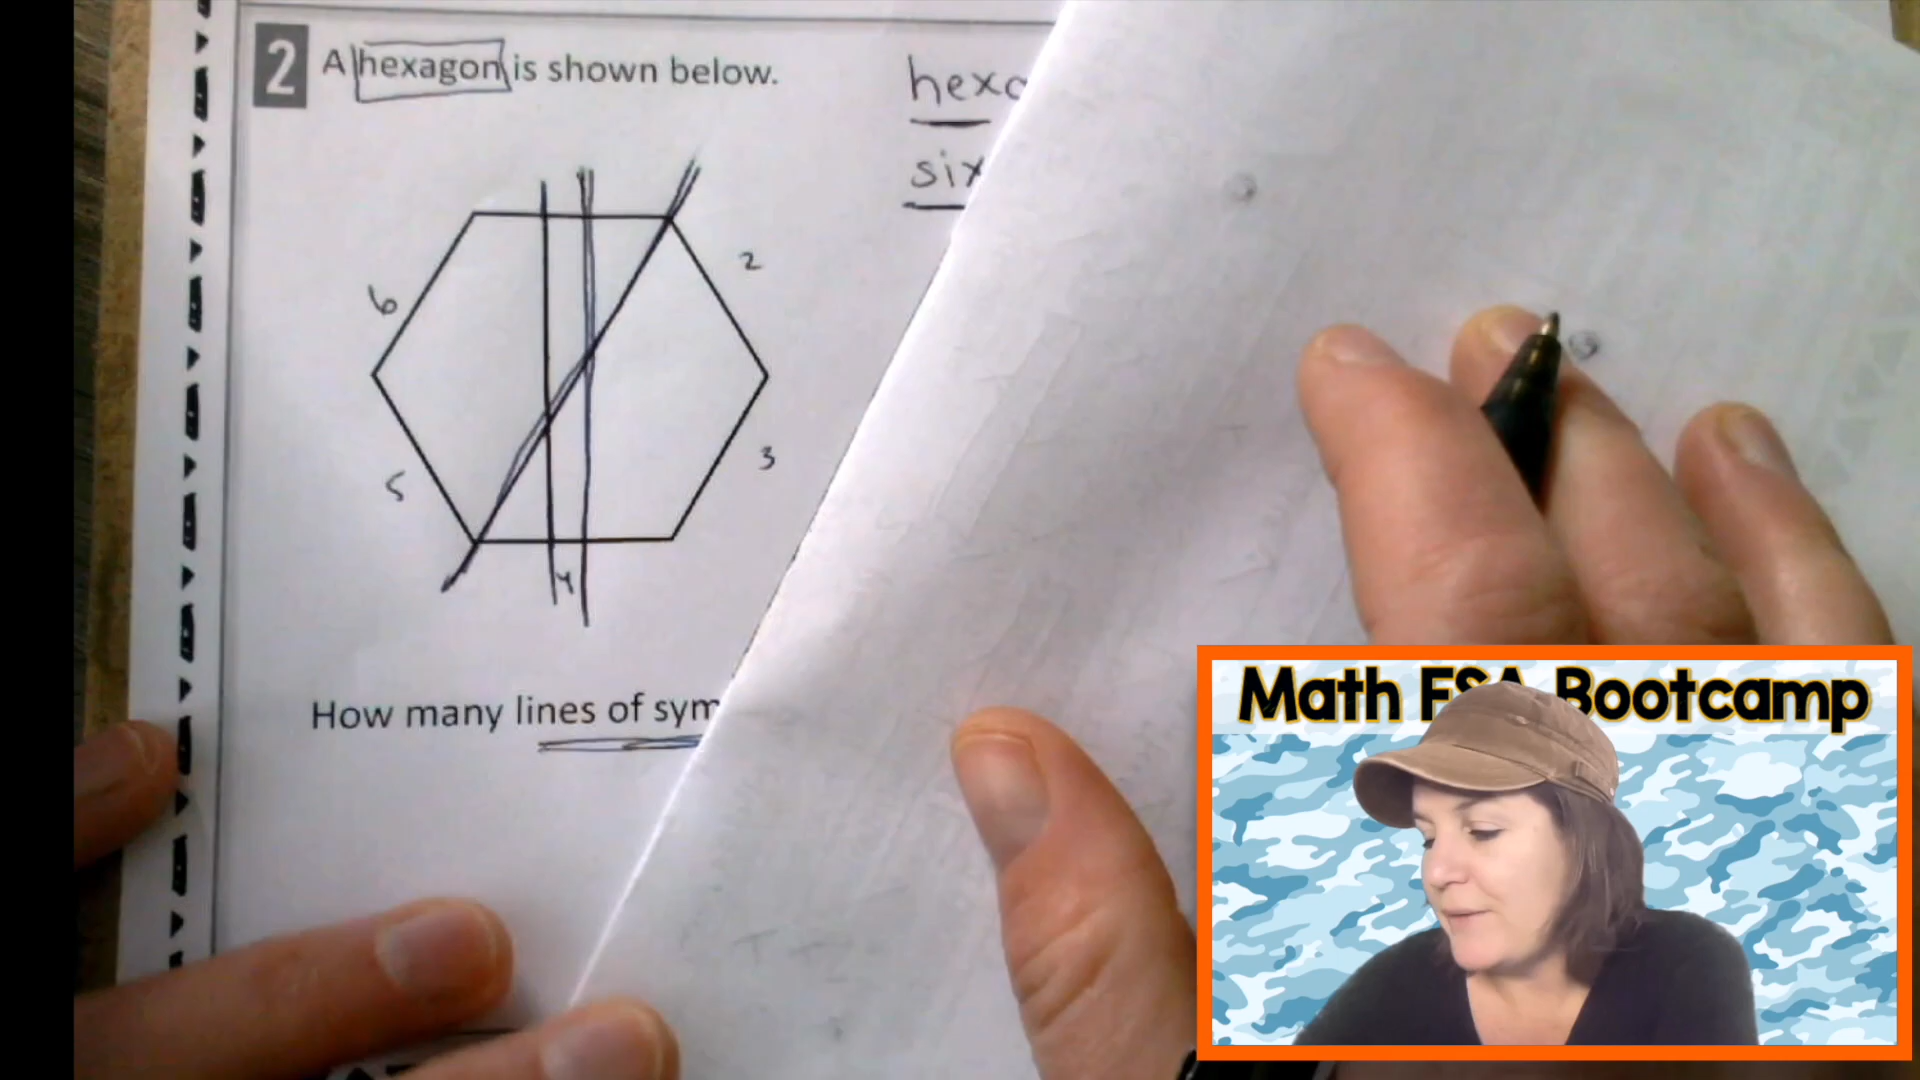 2 A hexagon is shown below.
hexa
six
6
2
5
3
4
How many lines of sym
Math FSA Bootcamp